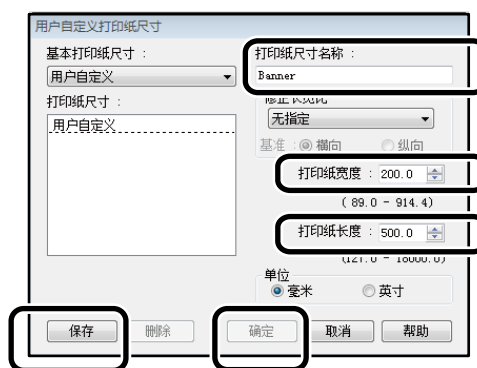 用户自定义打印纸尺寸
基本打印纸尺寸 :
用户自定义
打印纸尺寸 :
用户自定义
打印纸尺寸名称 :
Banner
修正长宽比
无指定
基准 : 横向 纵向
打印纸宽度 : 200.0
( 89.0 - 914.4)
打印纸长度 : 500.0
(127.0 - 18000.0)
单位
毫米 英寸
保存 删除 确定 取消 帮助